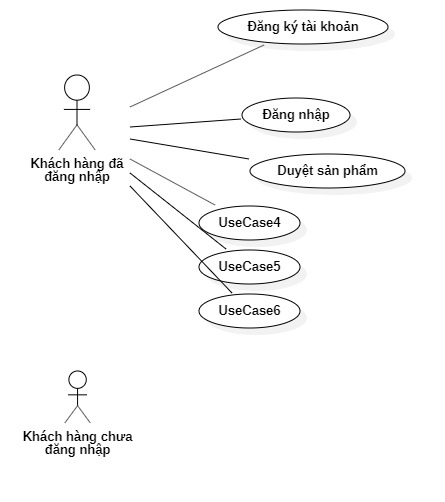 Đăng ký tài khoản
Đăng nhập
Khách hàng đã
đăng nhập
Duyệt sản phẩm
UseCase4
UseCase5
UseCase6
Khách hàng chưa
đăng nhập